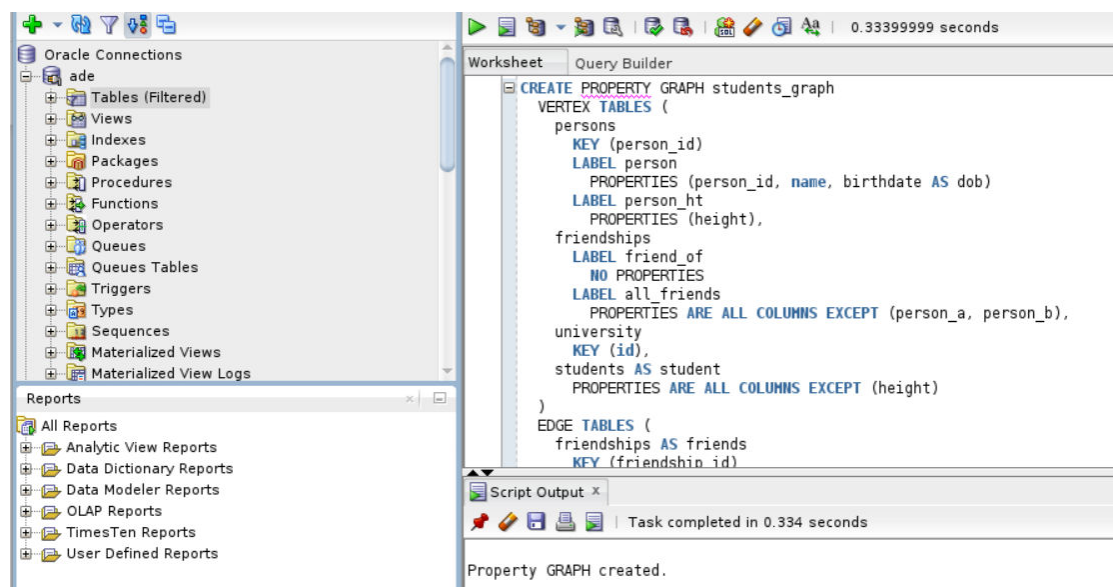 Oracle Connections
ade
Tables (Filtered)
Views
Indexes
Packages
Procedures
Functions
Operators
Queues
Queues Tables
Triggers
Types
Sequences
Materialized Views
Materialized View Logs
Reports
All Reports
Analytic View Reports
Data Dictionary Reports
Data Modeler Reports
OLAP Reports
TimesTen Reports
User Defined Reports
SQL
Aa
0.33399999 seconds
Worksheet
Query Builder
CREATE PROPERTY GRAPH students_graph
VERTEX TABLES (
persons
KEY (person_id)
LABEL person
PROPERTIES (person_id, name, birthdate AS dob)
LABEL person_ht
PROPERTIES (height),
friendships
LABEL friend_of
NO PROPERTIES
LABEL all_friends
PROPERTIES ARE ALL COLUMNS EXCEPT (person_a, person_b),
university
KEY (id),
students AS student
PROPERTIES ARE ALL COLUMNS EXCEPT (height)
)
EDGE TABLES (
friendships AS friends
KEY (friendship_id)
Script Output x
Task completed in 0.334 seconds
Property GRAPH created.